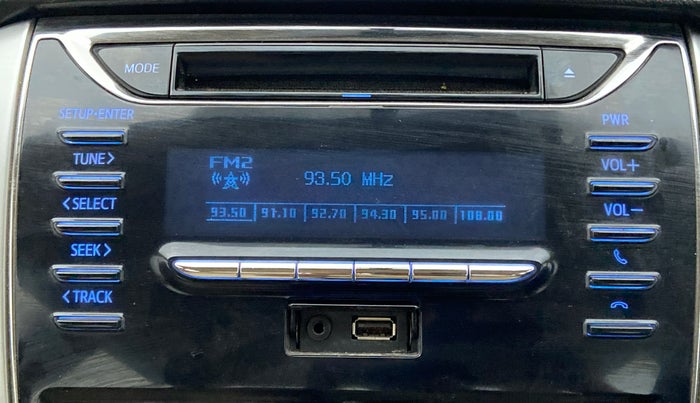 MODE
SETUP•ENTER
PWR
TUNE>
VOL+
<SELECT
VOL−
SEEK>
<TRACK
FM2
93.50 MHz
93.50 91.10 92.70 94.30 95.00 108.00